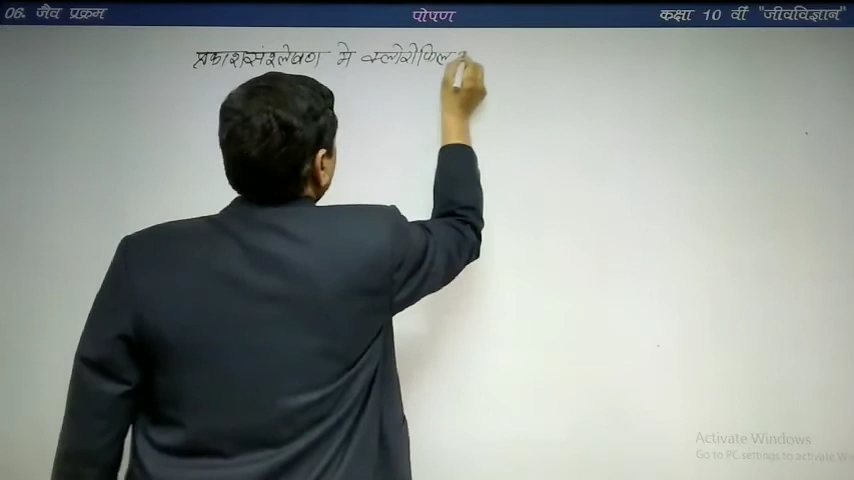 06. जैव प्रक्रम
पोषण
कक्षा 10 वीं "जीवविज्ञान"
प्रकाशसंश्लेषण मे क्लोरोफिल
Activate Windows
Go to PC settings to activate W